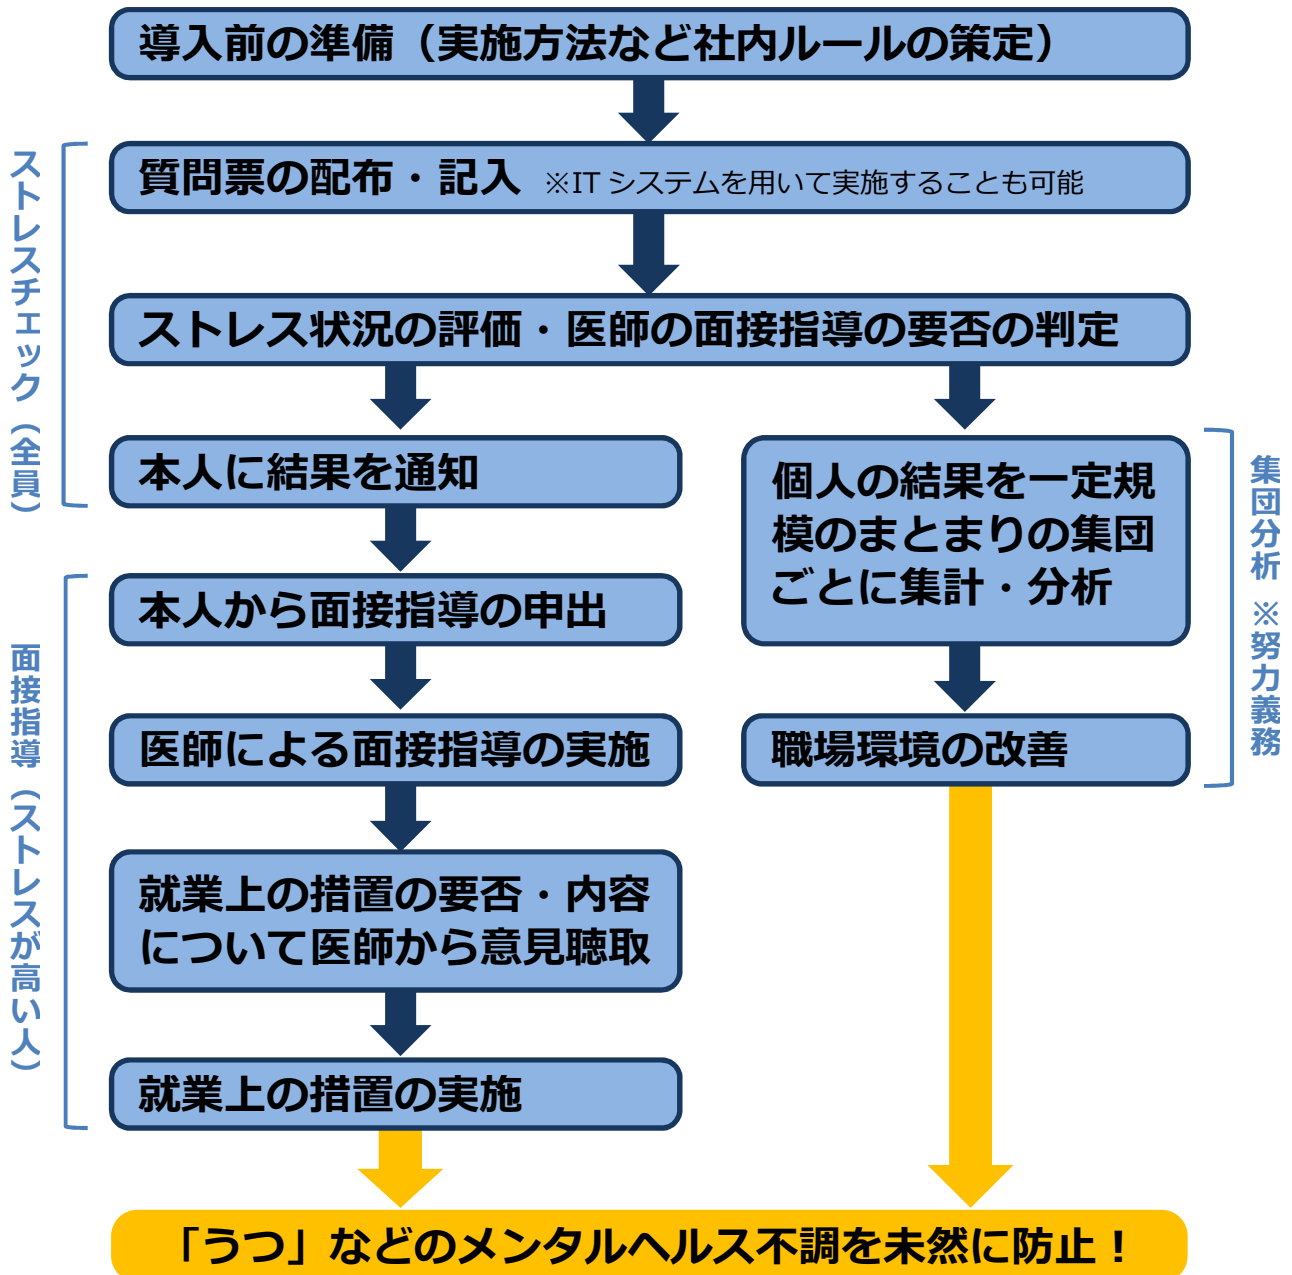 導入前の準備（実施方法など社内ルールの策定）
質問票の配布・記入 ※IT システムを用いて実施することも可能
ストレス状況の評価・医師の面接指導の要否の判定
本人に結果を通知
本人から面接指導の申出
医師による面接指導の実施
就業上の措置の要否・内容
について医師から意見聴取
就業上の措置の実施
個人の結果を一定規
模のまとまりの集団
ごとに集計・分析
職場環境の改善
「うつ」などのメンタルヘルス不調を未然に防止！
ストレスチェック（全員）
面接指導（ストレスが高い人）
集団分析 ※努力義務